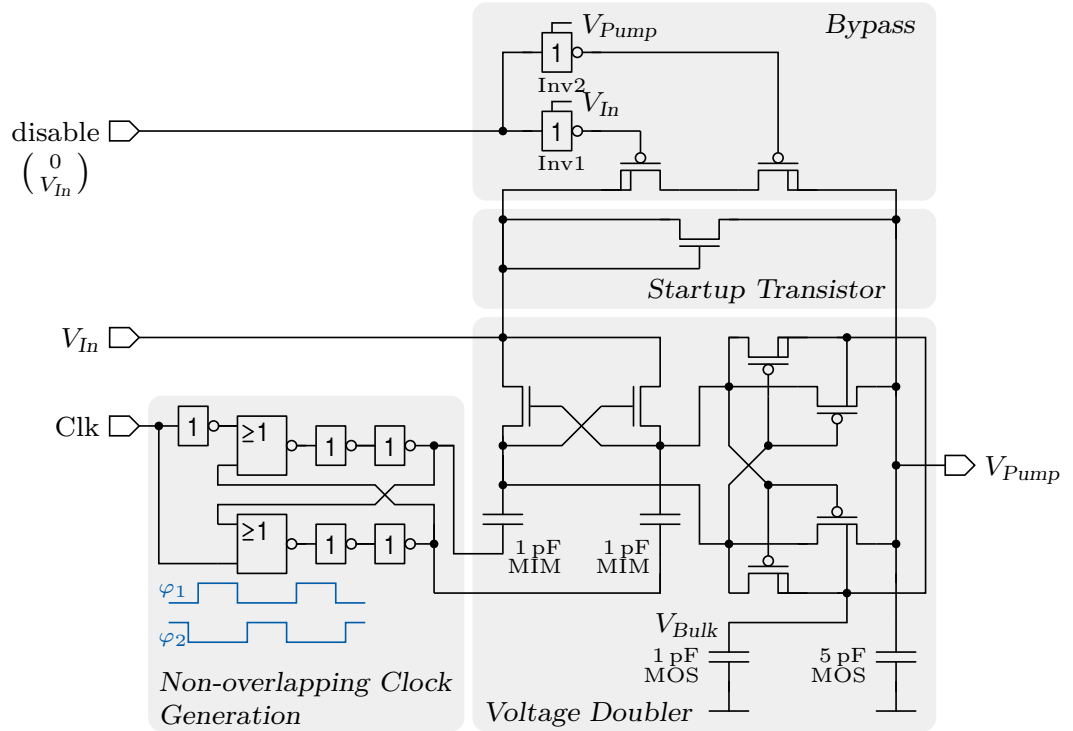 Bypass
V_Pump
1
Inv2
V_In
1
Inv1
disable
(0
V_In)
Startup Transistor
V_In
Clk
1
≥1
1
1
≥1
1
1
V_Pump
1 pF
MIM
1 pF
MIM
φ1
φ2
V_Bulk
1 pF
MOS
5 pF
MOS
Non-overlapping Clock
Generation
Voltage Doubler